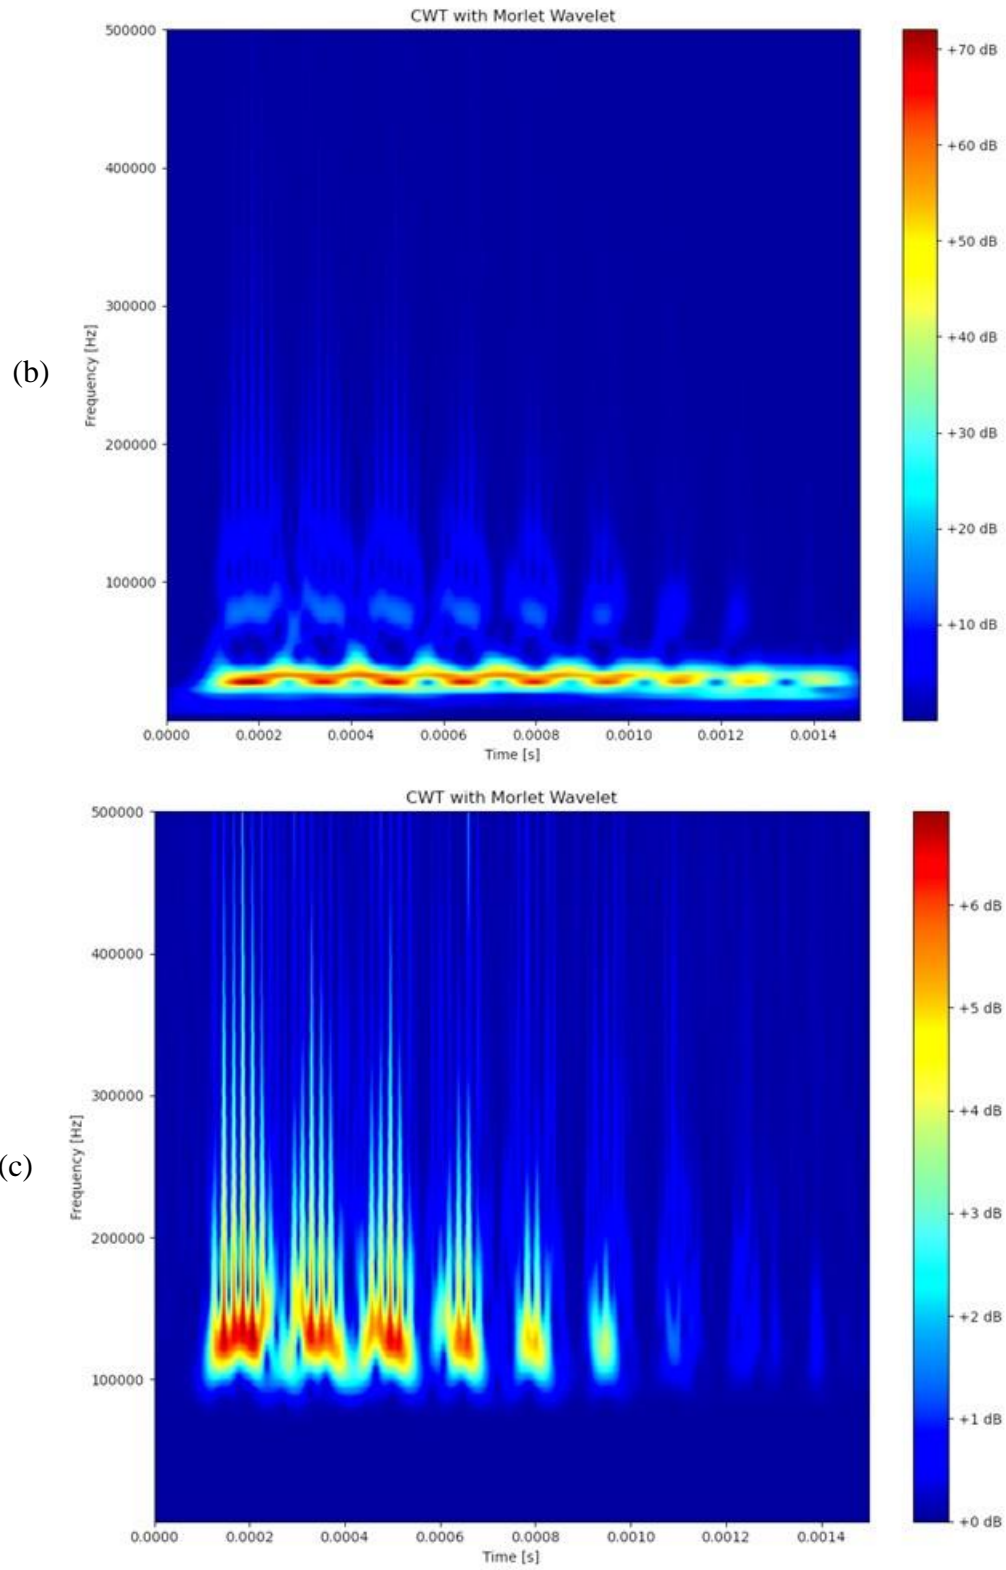 CWT with Morlet Wavelet
500000
400000
300000
200000
100000
Frequency [Hz]
(b)
0.0000 0.0002 0.0004 0.0006 0.0008 0.0010 0.0012 0.0014
Time [s]
+70 dB
+60 dB
+50 dB
+40 dB
+30 dB
+20 dB
+10 dB
CWT with Morlet Wavelet
500000
400000
300000
200000
100000
Frequency [Hz]
(c)
0.0000 0.0002 0.0004 0.0006 0.0008 0.0010 0.0012 0.0014
Time [s]
+6 dB
+5 dB
+4 dB
+3 dB
+2 dB
+1 dB
+0 dB